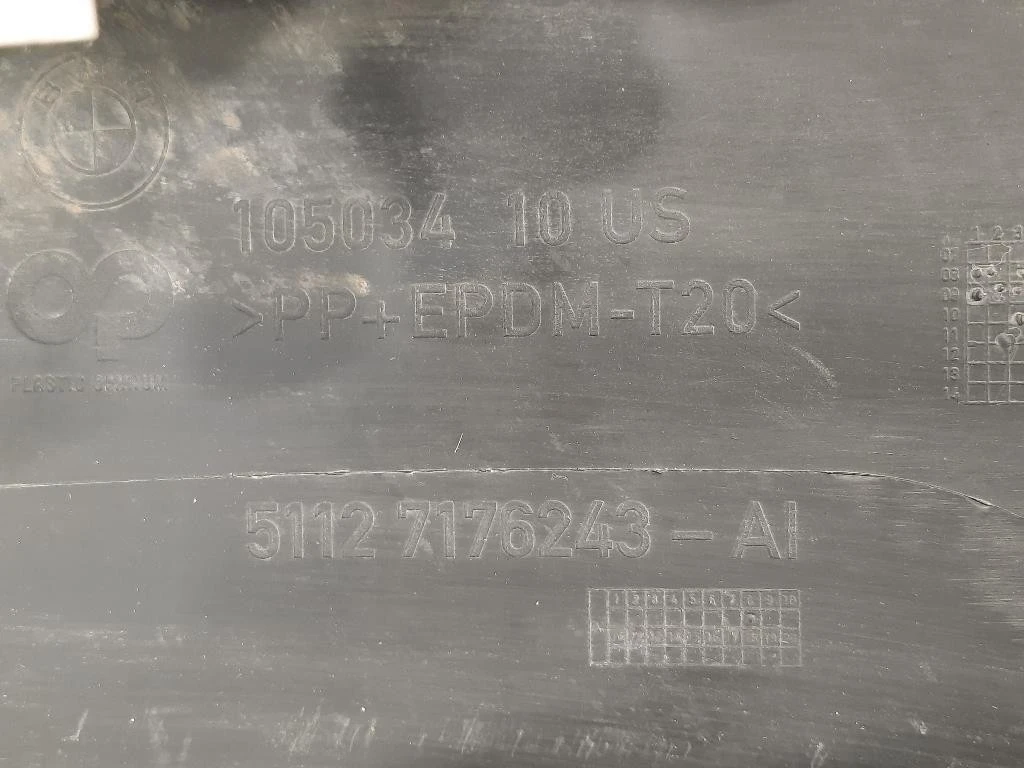 105034 10 US
>PP+EPDM-T20<
PLASTIC OMNIUM
5112 7176243-AI